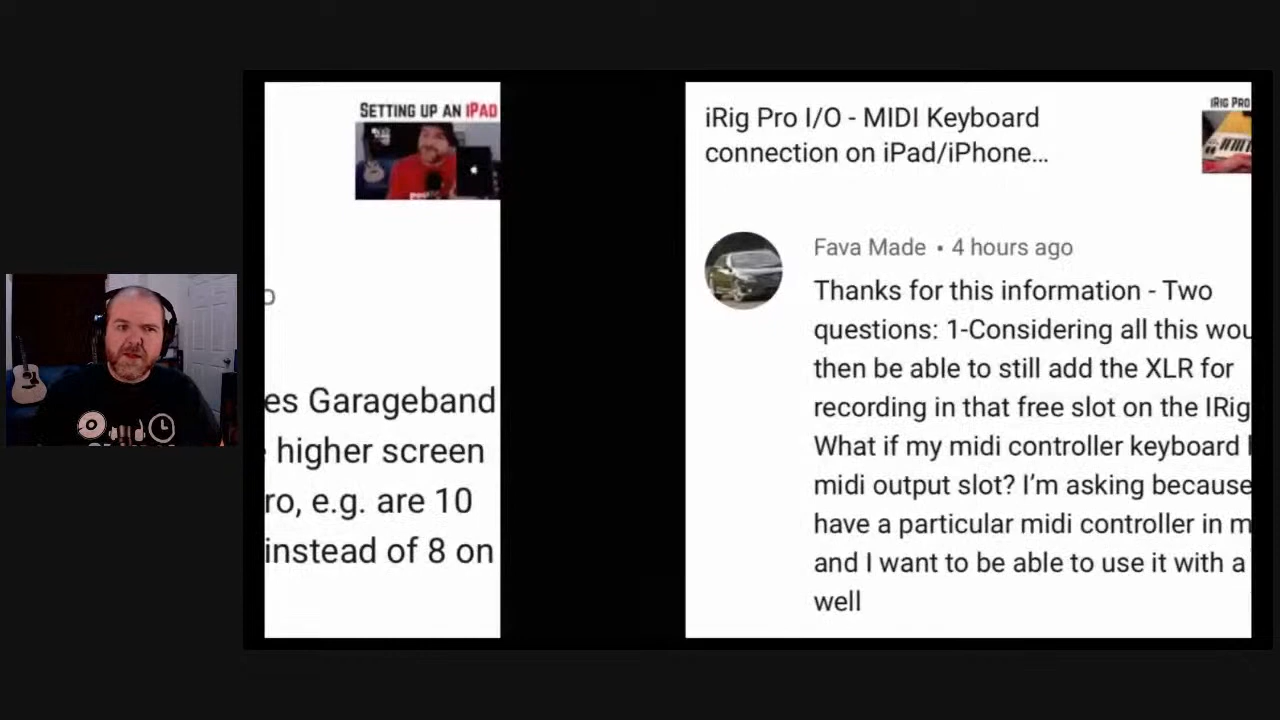 SETTING UP AN IPAD
o
es Garageband
higher screen
ro, e.g. are 10
instead of 8 on
iRig Pro I/O - MIDI Keyboard
connection on iPad/iPhone…
IRIG PRO
Fava Made • 4 hours ago
Thanks for this information - Two
questions: 1-Considering all this wou
then be able to still add the XLR for
recording in that free slot on the IRig
What if my midi controller keyboard
midi output slot? I’m asking because
have a particular midi controller in m
and I want to be able to use it with a
well